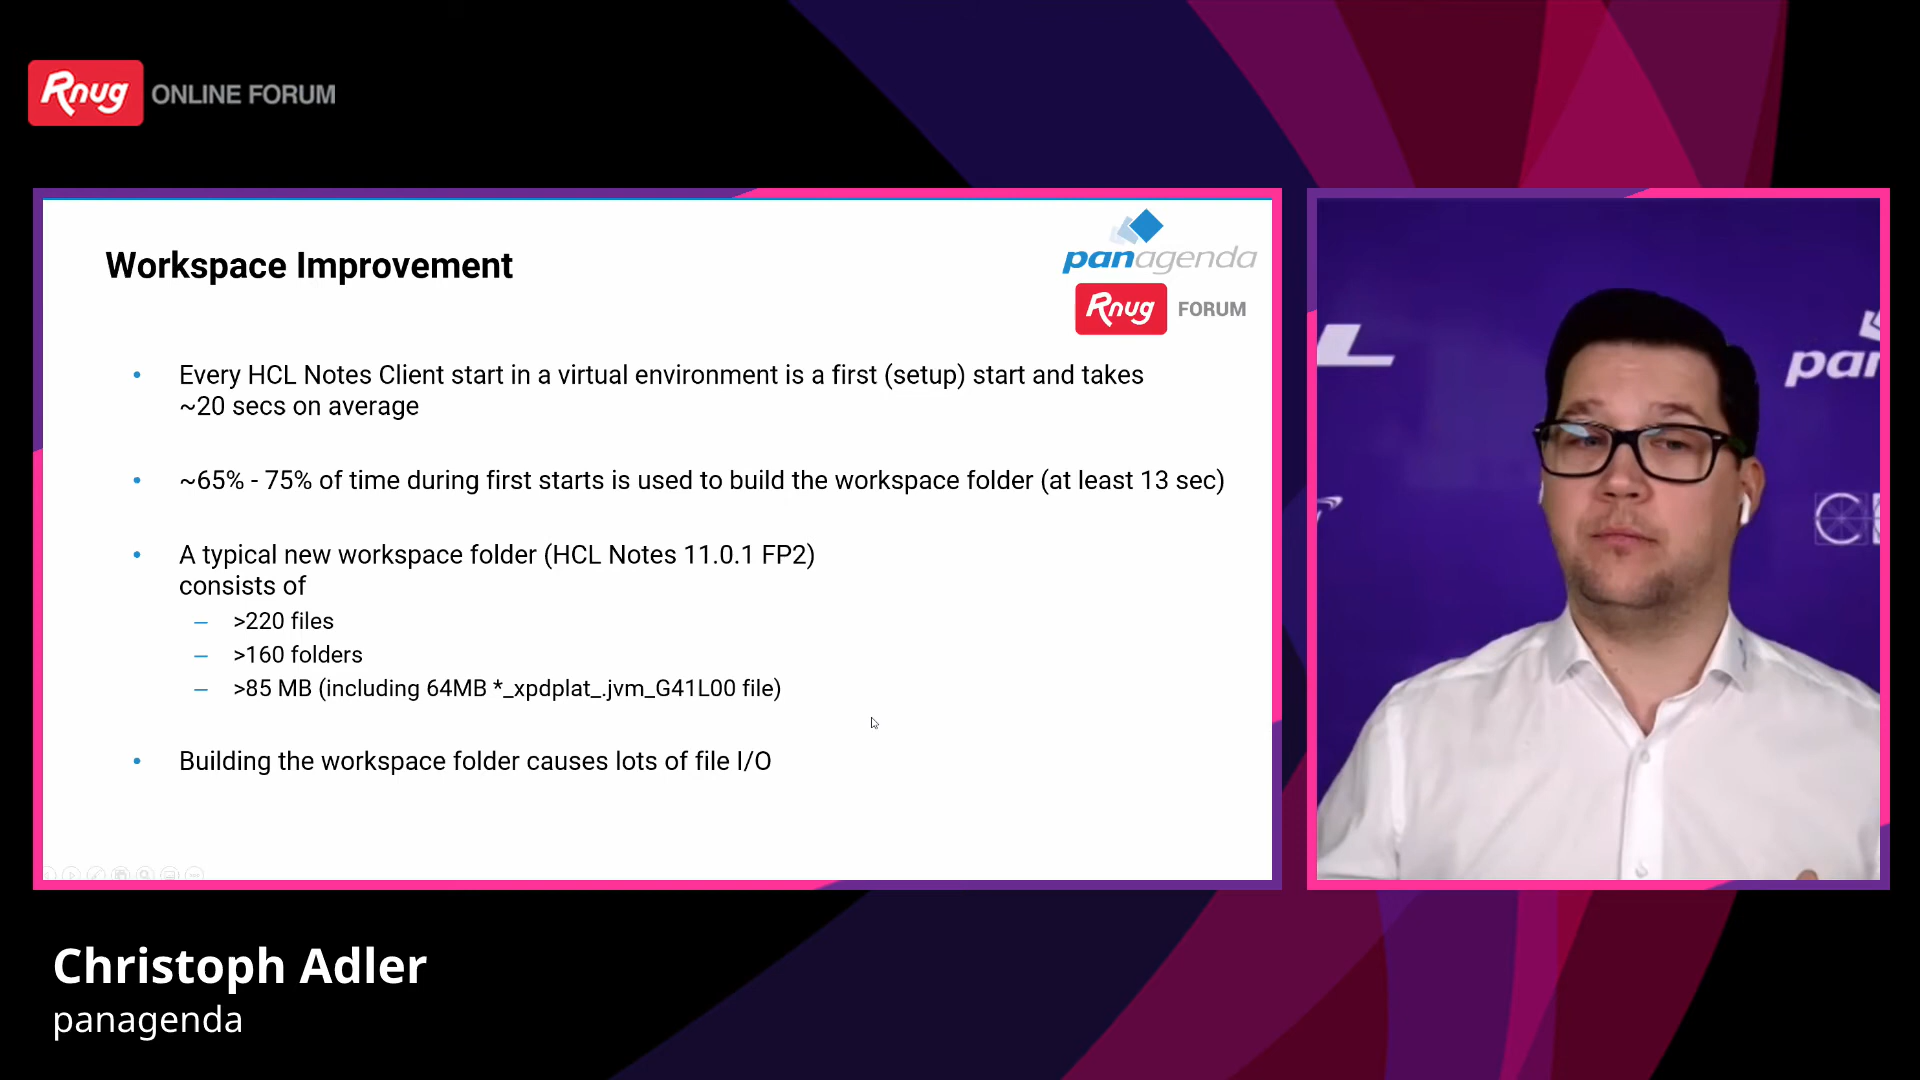 Rnug ONLINE FORUM
Workspace Improvement
panagenda
Rnug FORUM
• Every HCL Notes Client start in a virtual environment is a first (setup) start and takes
~20 secs on average
• ~65% - 75% of time during first starts is used to build the workspace folder (at least 13 sec)
• A typical new workspace folder (HCL Notes 11.0.1 FP2)
consists of
– >220 files
– >160 folders
– >85 MB (including 64MB *_xpdplat_.jvm_G41L00 file)
• Building the workspace folder causes lots of file I/O
L
pa
C
Christoph Adler
panagenda